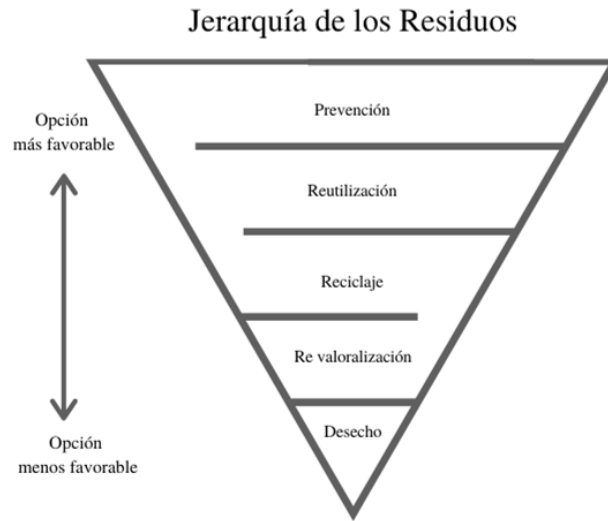 Jerarquía de los Residuos
Opción
más favorable
Prevención
Reutilización
Reciclaje
Re valoralización
Desecho
Opción
menos favorable